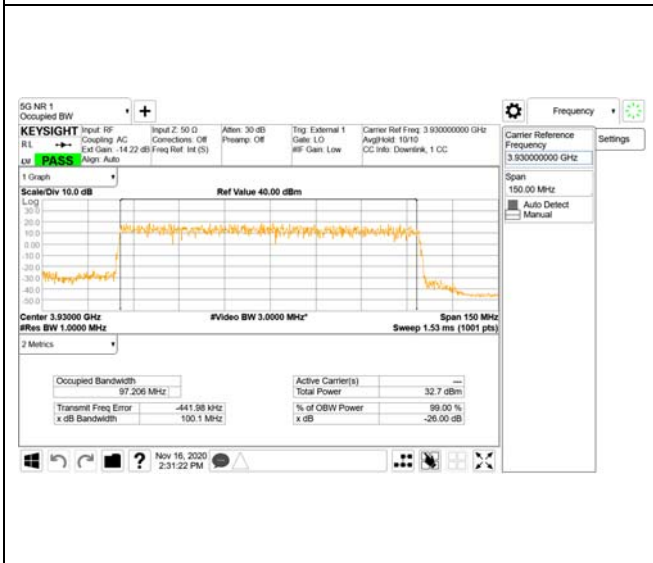 5G NR 1
Occupied BW
Frequency
KEYSIGHT Input: RF Input Z: 50 Ω Atten: 30 dB Trig: External 1 Carrier Ref Freq: 3.930000000 GHz
RL Coupling: AC Corrections: Off Preamp: Off Gate: LO Avg|Hold: 10/10
Ext Gain: -14.22 dB Freq Ref: Int (S) #IF Gain: Low CC Info: Downlink, 1 CC
PASS Align: Auto
Carrier Reference
Frequency
3.930000000 GHz
Settings
Span
150.00 MHz
Auto Detect
Manual
1 Graph
Scale/Div 10.0 dB Ref Value 40.00 dBm
Log
30.0
20.0
10.0
0.00
-10.0
-20.0
-30.0
-40.0
-50.0
Center 3.93000 GHz #Video BW 3.0000 MHz* Span 150 MHz
#Res BW 1.0000 MHz Sweep 1.53 ms (1001 pts)
2 Metrics
Occupied Bandwidth
97.206 MHz
Transmit Freq Error -441.98 kHz
x dB Bandwidth 100.1 MHz
Active Carrier(s) ---
Total Power 32.7 dBm
% of OBW Power 99.00 %
x dB -26.00 dB
? Nov 16, 2020
2:31:22 PM